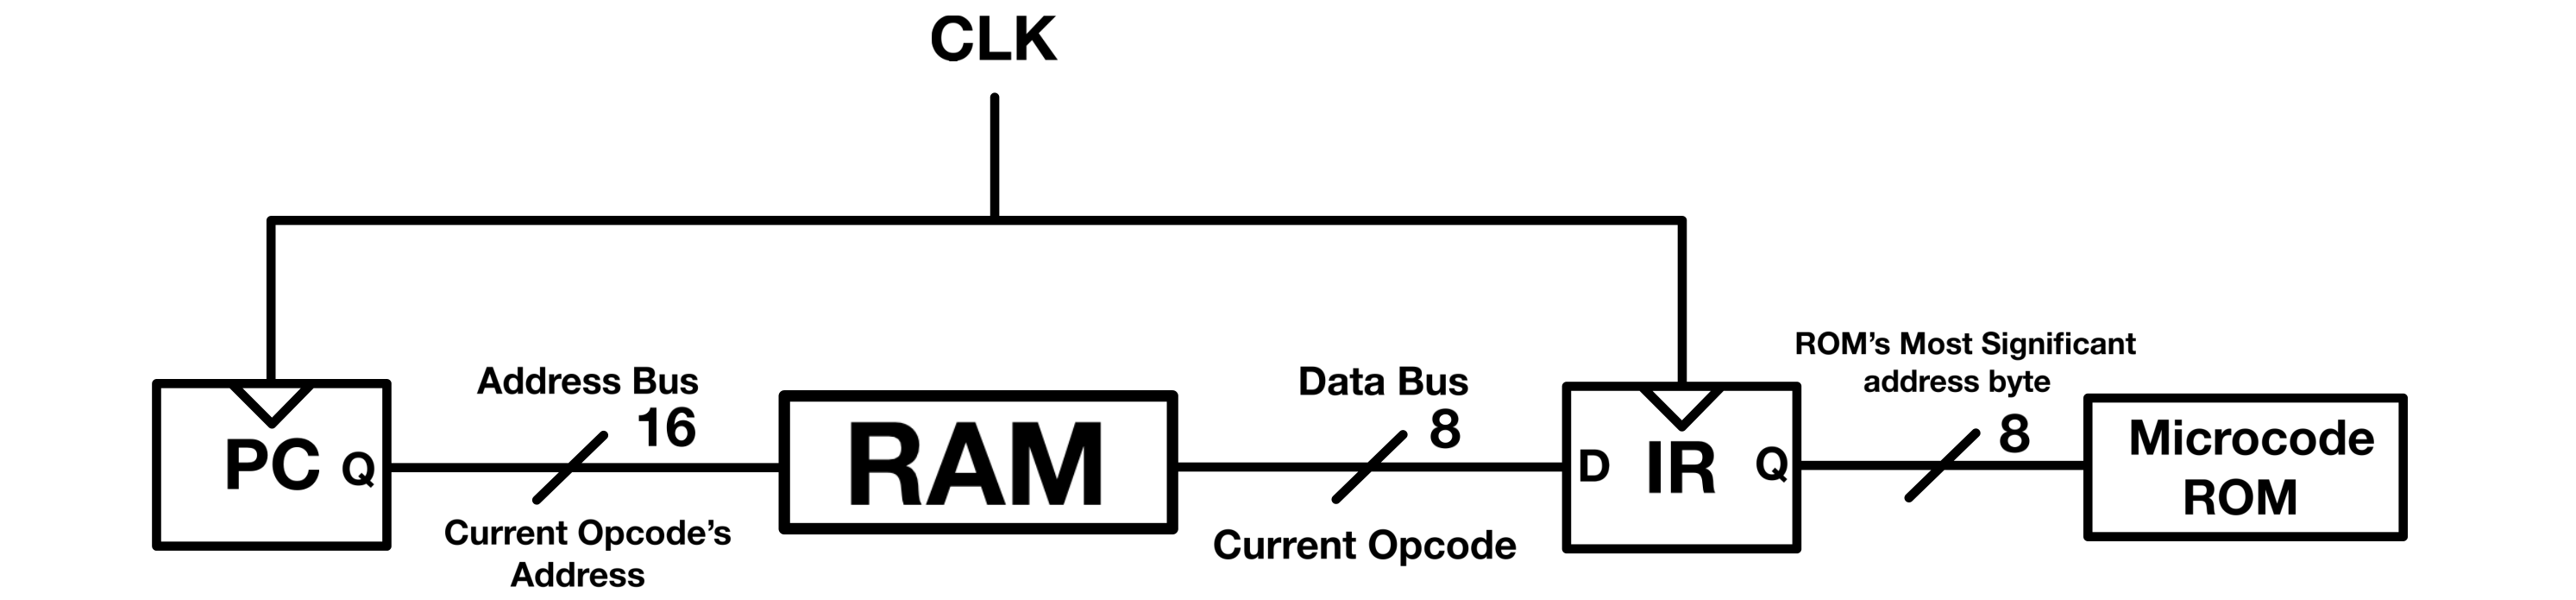 CLK
Address Bus
16
PC
Q
Current Opcode’s
Address
RAM
Data Bus
8
Current Opcode
D
IR
Q
ROM’s Most Significant
address byte
8
Microcode
ROM